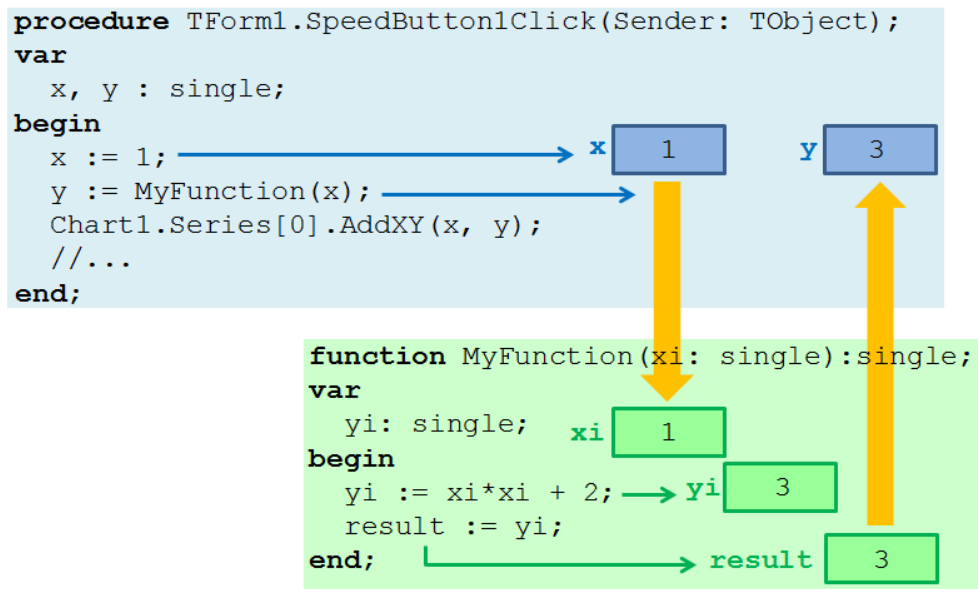 procedure TForm1.SpeedButton1Click(Sender: TObject);
var
x, y : single;
begin
x := 1;
x 1
y 3
y := MyFunction(x);
Chart1.Series[0].AddXY(x, y);
//...
end;
function MyFunction(xi: single):single;
var
yi: single;
xi 1
begin
yi := xi*xi + 2;
yi 3
result := yi;
end;
result 3